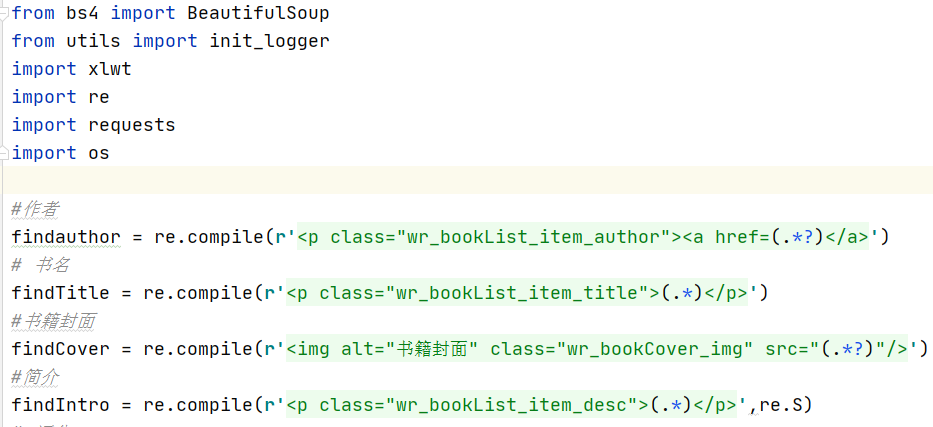 from bs4 import BeautifulSoup
from utils import init_logger
import xlwt
import re
import requests
import os
#作者
findauthor = re.compile(r'<p class="wr_bookList_item_author"><a href=(.*?)</a>')
# 书名
findTitle = re.compile(r'<p class="wr_bookList_item_title">(.*)</p>')
#书籍封面
findCover = re.compile(r'<img alt="书籍封面" class="wr_bookCover_img" src="(.*?)"/>')
#简介
findIntro = re.compile(r'<p class="wr_bookList_item_desc">(.*)</p>',re.S)